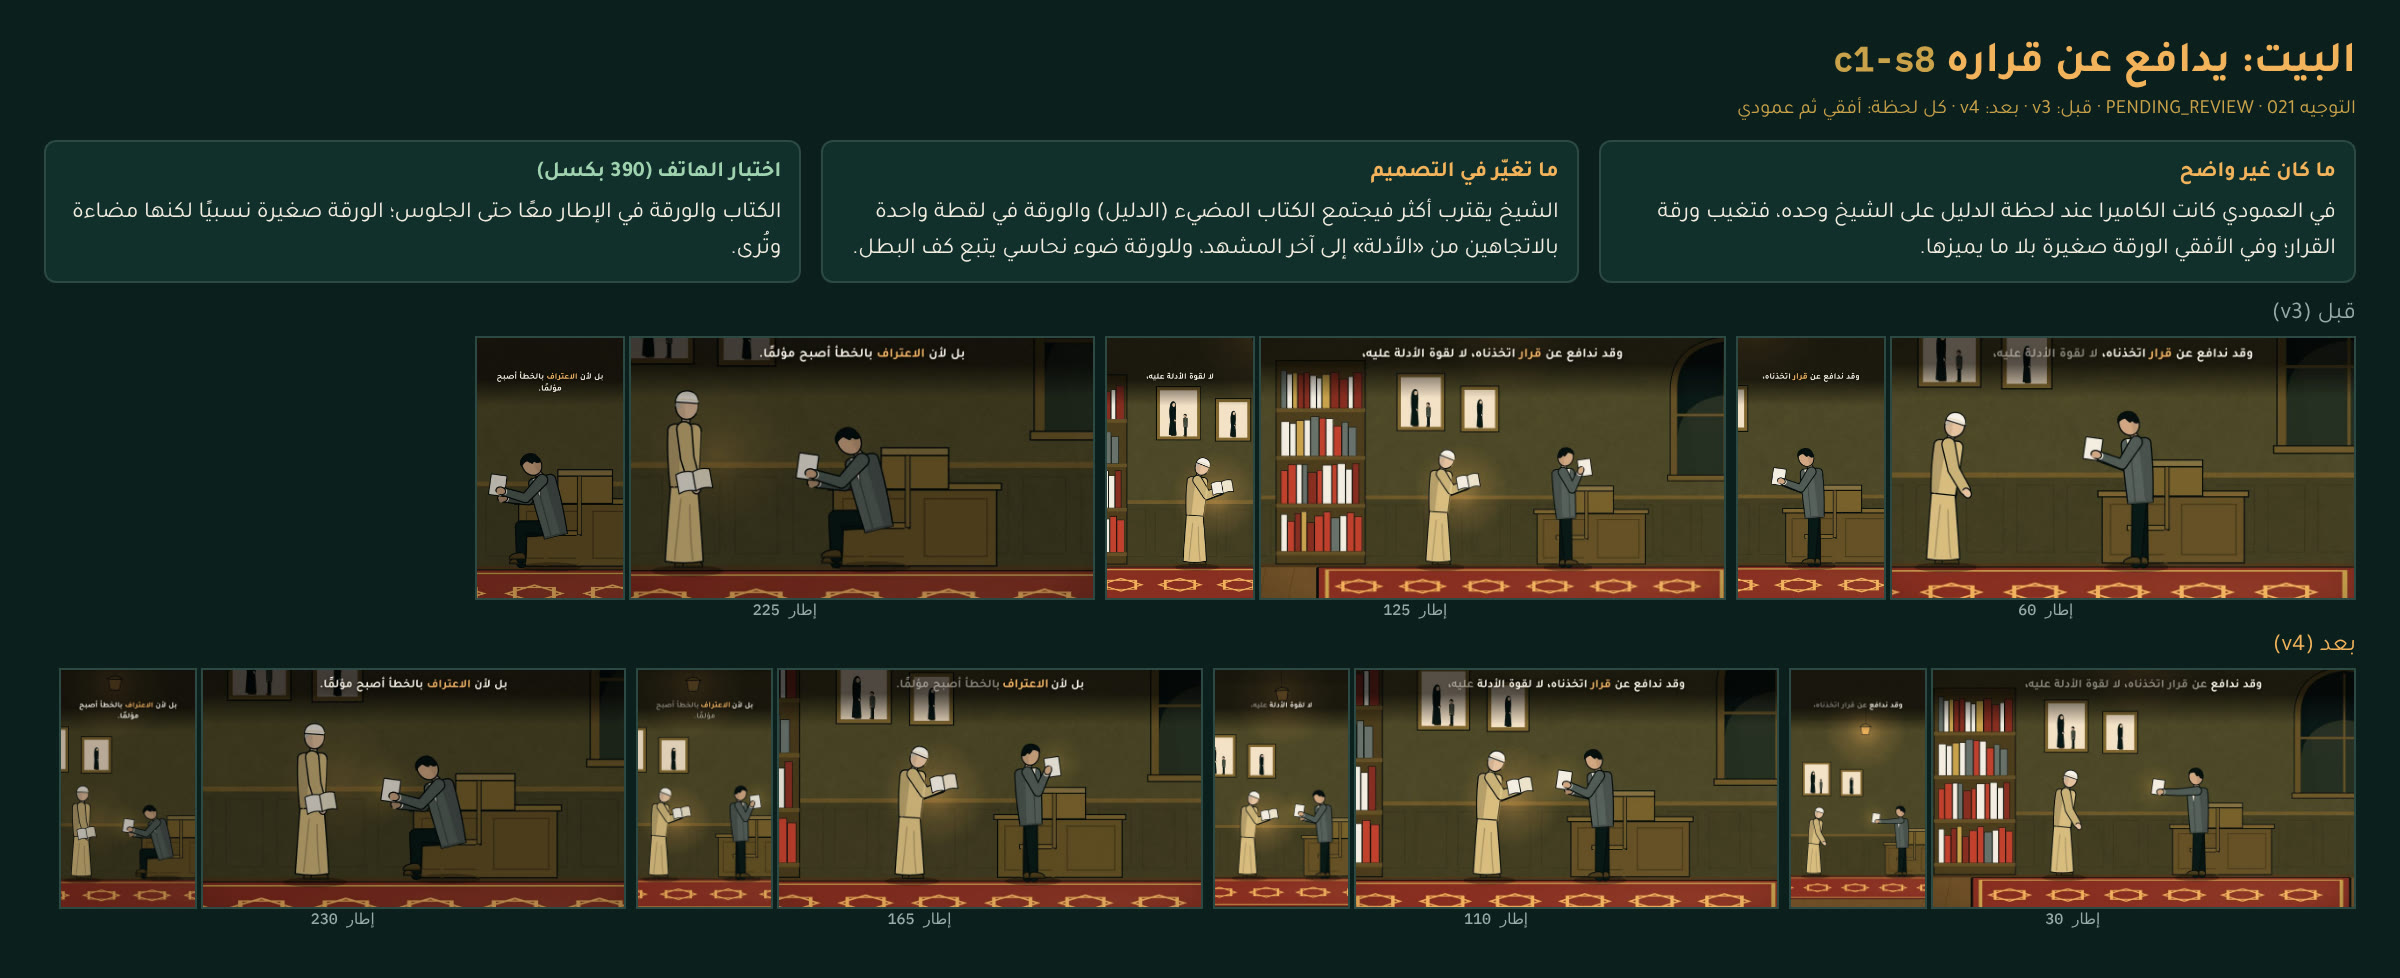 البيت: يدافع عن قراره c1-s8
التوجيه 021 · PENDING_REVIEW · قبل: v3 · بعد: v4 · كل لحظة: أفقي ثم عمودي
ما كان غير واضح
في العمودي كانت الكاميرا عند لحظة الدليل على الشيخ وحده، فتغيب ورقة
القرار؛ وفي الأفقي الورقة صغيرة بلا ما يميزها.
ما تغيّر في التصميم
الشيخ يقترب أكثر فيجتمع الكتاب المضيء (الدليل) والورقة في لقطة واحدة
بالاتجاهين من «الأدلة» إلى آخر المشهد، وللورقة ضوء نحاسي يتبع كف البطل.
اختبار الهاتف (390 بكسل)
الكتاب والورقة في الإطار معًا حتى الجلوس؛ الورقة صغيرة نسبيًا لكنها مضاءة
وتُرى.
قبل (v3)
وقد ندافع عن قرار اتخذناه، لا لقوة الأدلة عليه،
وقد ندافع عن قرار اتخذناه،
إطار 60
وقد ندافع عن قرار اتخذناه، لا لقوة الأدلة عليه،
لا لقوة الأدلة عليه،
إطار 125
بل لأن الاعتراف بالخطأ أصبح مؤلمًا.
بل لأن الاعتراف بالخطأ أصبح
مؤلمًا.
إطار 225
بعد (v4)
وقد ندافع عن قرار اتخذناه، لا لقوة الأدلة عليه،
وقد ندافع عن قرار اتخذناه،
إطار 30
وقد ندافع عن قرار اتخذناه، لا لقوة الأدلة عليه،
لا لقوة الأدلة عليه،
إطار 110
بل لأن الاعتراف بالخطأ أصبح مؤلمًا.
بل لأن الاعتراف بالخطأ أصبح
مؤلمًا.
إطار 165
بل لأن الاعتراف بالخطأ أصبح مؤلمًا.
بل لأن الاعتراف بالخطأ أصبح
مؤلمًا.
إطار 230